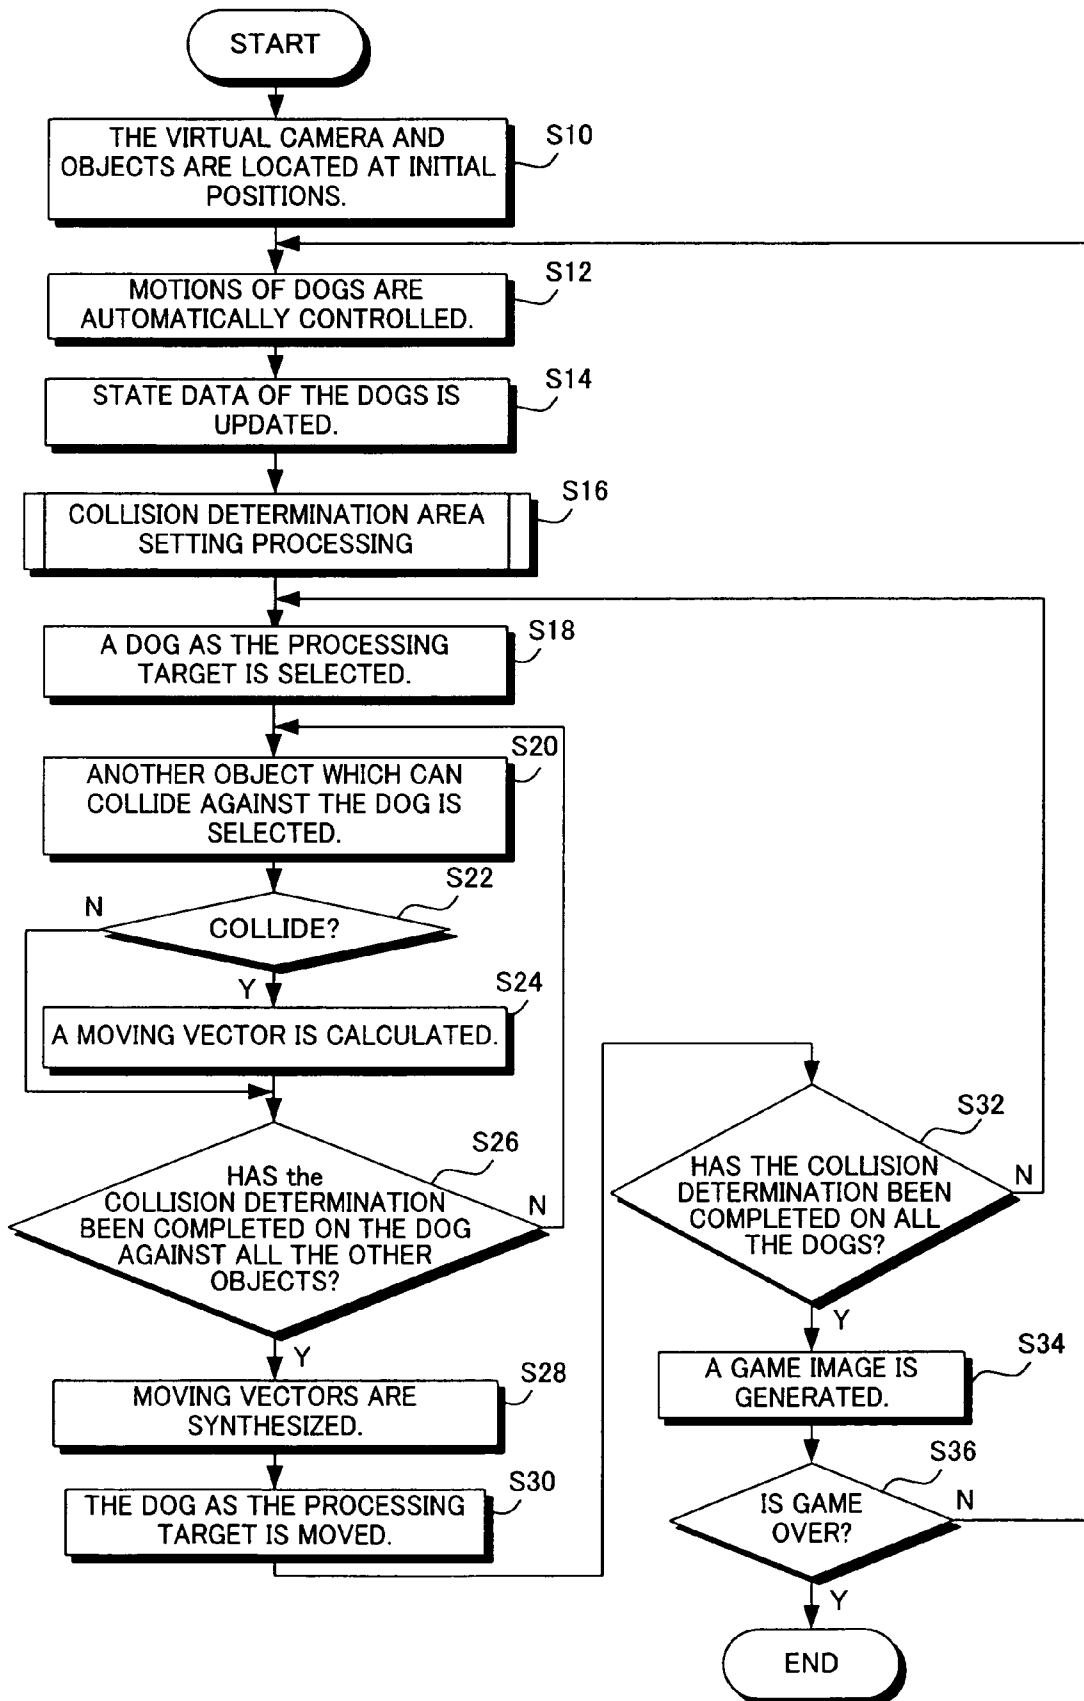 START
THE VIRTUAL CAMERA AND
OBJECTS ARE LOCATED AT INITIAL
POSITIONS.
S10
MOTIONS OF DOGS ARE
AUTOMATICALLY CONTROLLED.
S12
STATE DATA OF THE DOGS IS
UPDATED.
S14
COLLISION DETERMINATION AREA
SETTING PROCESSING
S16
A DOG AS THE PROCESSING
TARGET IS SELECTED.
S18
ANOTHER OBJECT WHICH CAN
COLLIDE AGAINST THE DOG IS
SELECTED.
S20
COLLIDE?
S22
N
Y
A MOVING VECTOR IS CALCULATED.
S24
HAS the
COLLISION DETERMINATION
BEEN COMPLETED ON THE DOG
AGAINST ALL THE OTHER
OBJECTS?
S26
N
Y
MOVING VECTORS ARE
SYNTHESIZED.
S28
THE DOG AS THE PROCESSING
TARGET IS MOVED.
S30
HAS THE COLLISION
DETERMINATION BEEN
COMPLETED ON ALL
THE DOGS?
S32
N
Y
A GAME IMAGE IS
GENERATED.
S34
IS GAME
OVER?
S36
N
Y
END